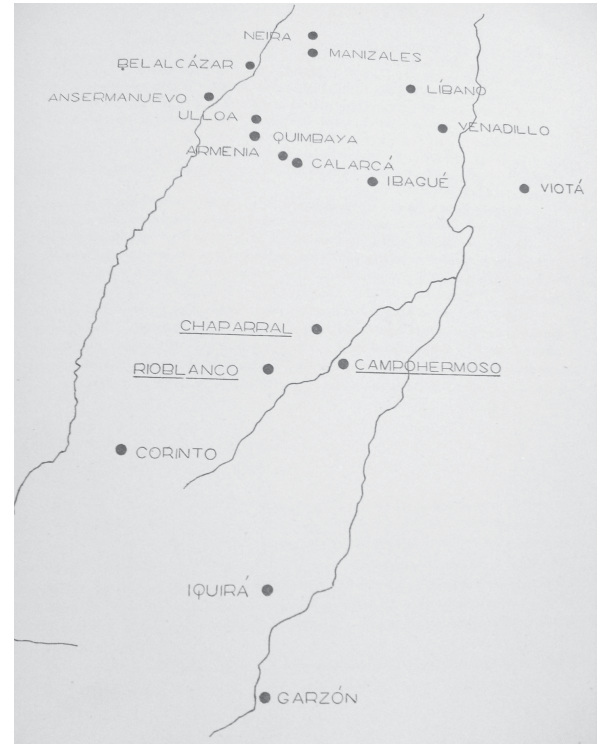 NEIRA
MANIZALES
BELALCÁZAR
LÍBANO
ANSERMANUEVO
ULLOA
VENADILLO
QUIMBAYA
ARMENIA
CALARCÁ
IBAGUÉ
VIOTÁ
CHAPARRAL
RIOBLANCO
CAMPOHERMOSO
CORINTO
IQUIRÁ
GARZÓN